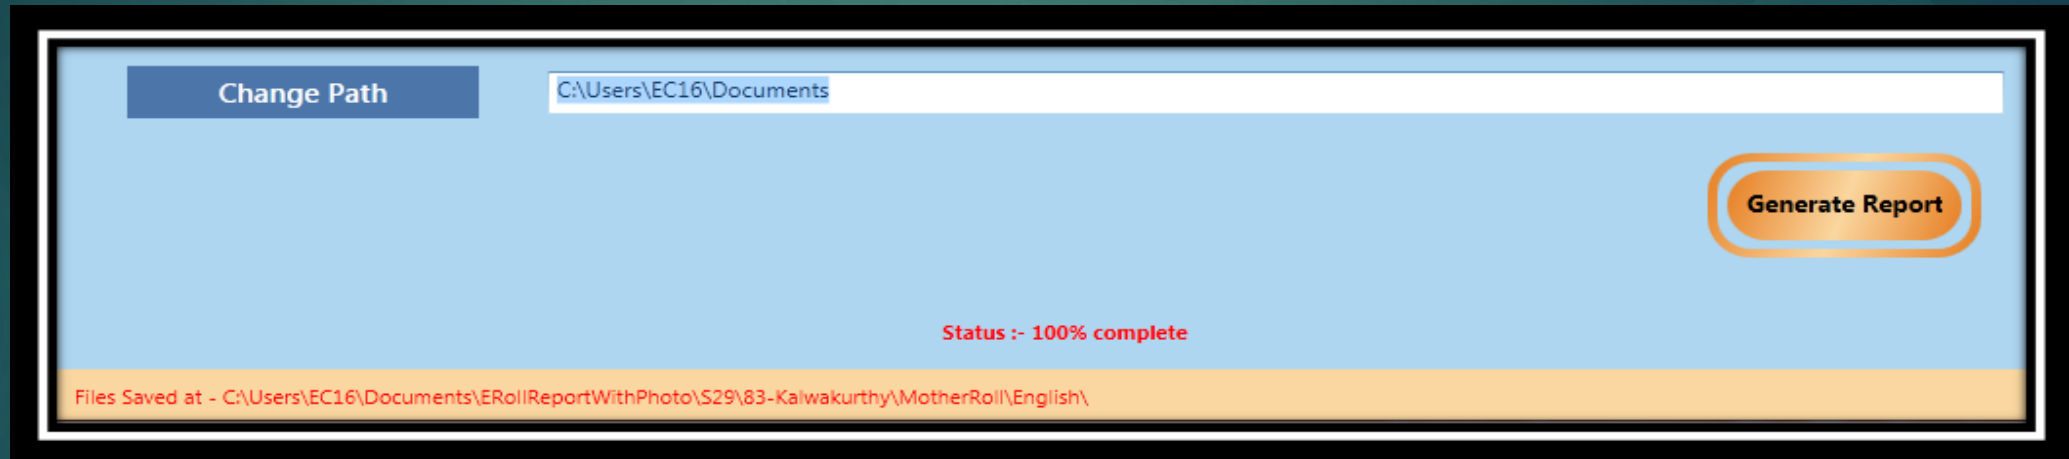 Change Path
C:\Users\EC16\Documents
Generate Report
Status :- 100% complete
Files Saved at - C:\Users\EC16\Documents\ERollReportWithPhoto\S29\83-Kalwakurthy\MotherRoll\English\